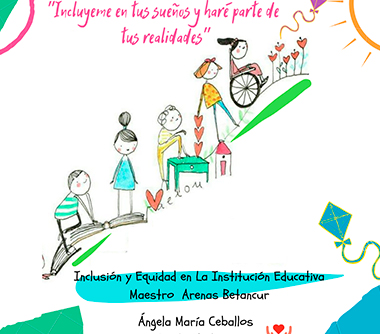 "Incluyeme en tus sueños y haré parte de
tus realidades"
Inclusión y Equidad en La Institución Educativa
Maestro Arenas Betancur
Ángela María Ceballos